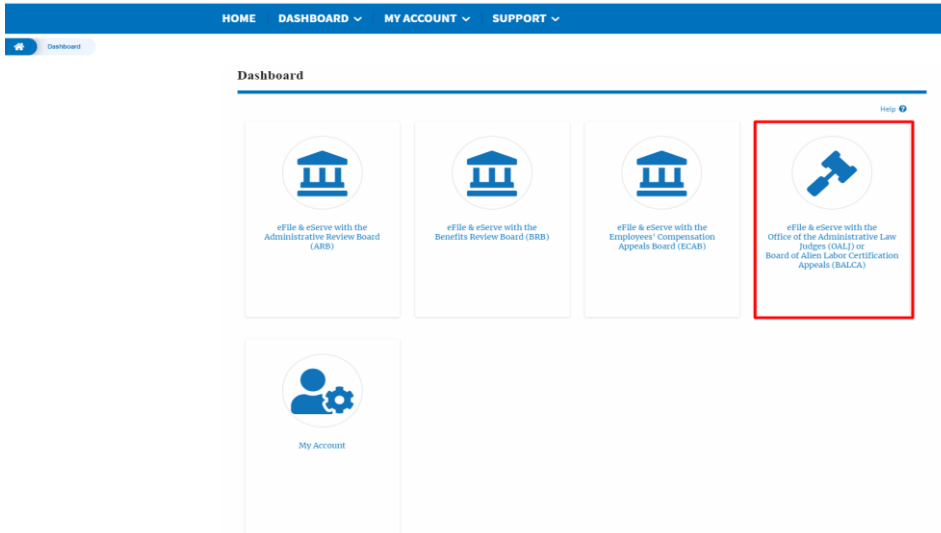 HOME DASHBOARD MY ACCOUNT SUPPORT
Dashboard
Dashboard
Help
eFile & eServe with the
Administrative Review Board
(ARB)
eFile & eServe with the
Benefits Review Board (BRB)
eFile & eServe with the
Employees' Compensation
Appeals Board (ECAB)
eFile & eServe with the
Office of the Administrative Law
Judges (OALJ) or
Board of Alien Labor Certification
Appeals (BALCA)
My Account